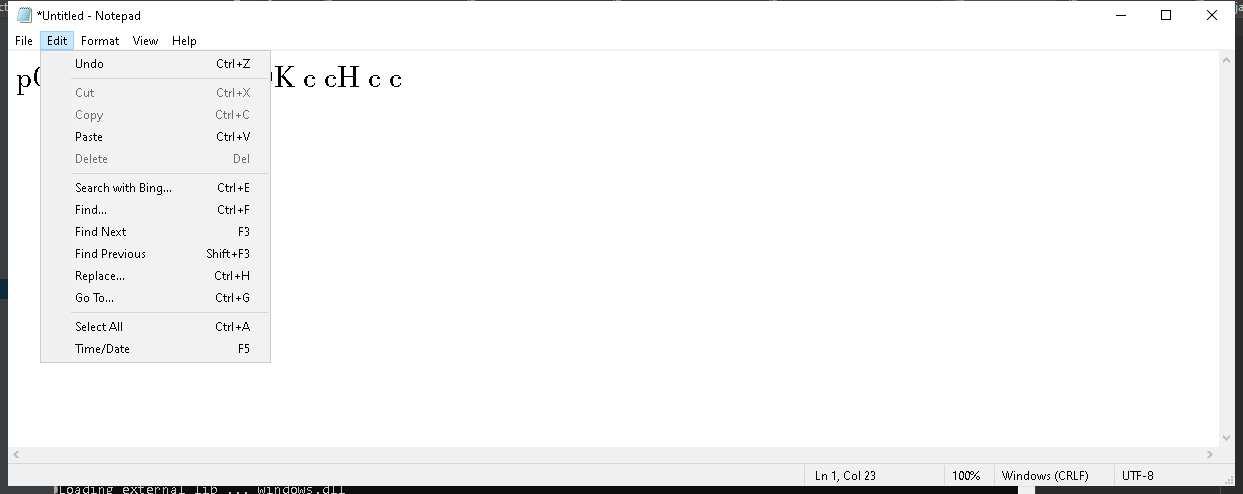 *Untitled - Notepad
File Edit Format View Help
K c cH c c
Undo Ctrl+Z
Cut Ctrl+X
Copy Ctrl+C
Paste Ctrl+V
Delete Del
Search with Bing... Ctrl+E
Find... Ctrl+F
Find Next F3
Find Previous Shift+F3
Replace... Ctrl+H
Go To... Ctrl+G
Select All Ctrl+A
Time/Date F5
Ln 1, Col 23 100% Windows (CRLF) UTF-8
Loading external lib ... windows.dll